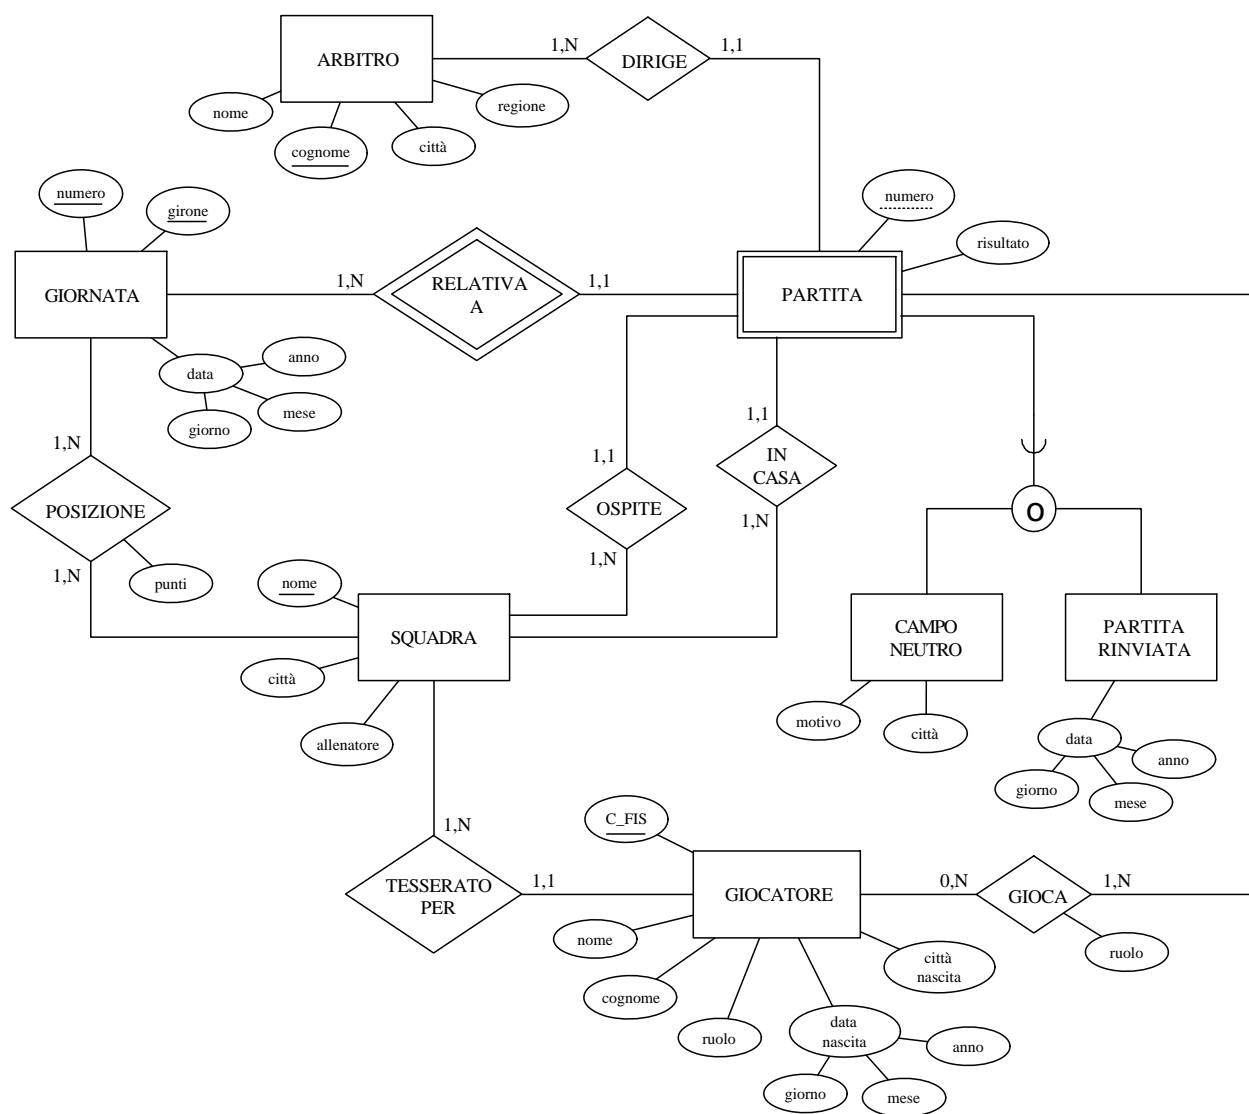 1,N
1,1
ARBITRO
DIRIGE
nome
regione
cognome
città
numero
girone
numero
risultato
1,N
1,1
GIORNATA
RELATIVA
A
PARTITA
data
anno
mese
giorno
1,N
1,1
1,1
POSIZIONE
OSPITE
IN
CASA
O
1,N
1,N
1,N
punti
nome
SQUADRA
città
allenatore
CAMPO
NEUTRO
PARTITA
RINVIATA
motivo
città
data
anno
giorno
mese
1,N
C_FIS
TESSERATO
PER
1,1
GIOCATORE
0,N
GIOCA
1,N
nome
cognome
ruolo
città
nascita
ruolo
data
nascita
anno
giorno
mese